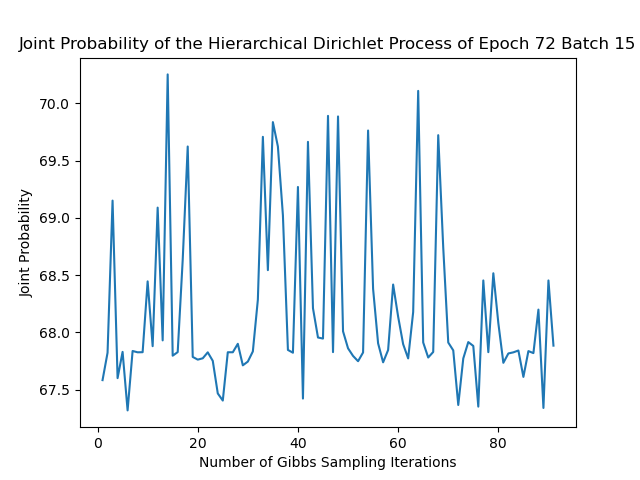 Joint Probability of the Hierarchical Dirichlet Process of Epoch 72 Batch 15
70.0
69.5
69.0
68.5
68.0
67.5
Joint Probability
0 20 40 60 80
Number of Gibbs Sampling Iterations